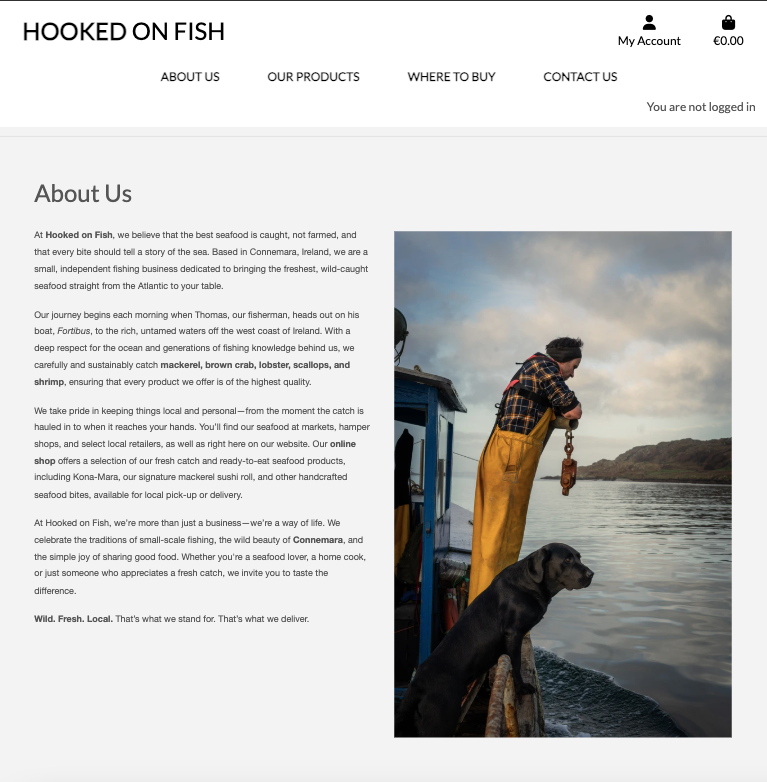 HOOKED ON FISH
My Account
€0.00
ABOUT US
OUR PRODUCTS
WHERE TO BUY
CONTACT US
You are not logged in
About Us
At Hooked on Fish, we believe that the best seafood is caught, not farmed, and
that every bite should tell a story of the sea. Based in Connemara, Ireland, we are a
small, independent fishing business dedicated to bringing the freshest, wild-caught
seafood straight from the Atlantic to your table.
Our journey begins each morning when Thomas, our fisherman, heads out on his
boat, Fortibus, to the rich, untamed waters off the west coast of Ireland. With a
deep respect for the ocean and generations of fishing knowledge behind us, we
carefully and sustainably catch mackerel, brown crab, lobster, scallops, and
shrimp, ensuring that every product we offer is of the highest quality.
We take pride in keeping things local and personal—from the moment the catch is
hauled in to when it reaches your hands. You'll find our seafood at markets, hamper
shops, and select local retailers, as well as right here on our website. Our online
shop offers a selection of our fresh catch and ready-to-eat seafood products,
including Kona-Mara, our signature mackerel sushi roll, and other handcrafted
seafood bites, available for local pick-up or delivery.
At Hooked on Fish, we're more than just a business—we're a way of life. We
celebrate the traditions of small-scale fishing, the wild beauty of Connemara, and
the simple joy of sharing good food. Whether you're a seafood lover, a home cook,
or just someone who appreciates a fresh catch, we invite you to taste the
difference.
Wild. Fresh. Local. That's what we stand for. That's what we deliver.